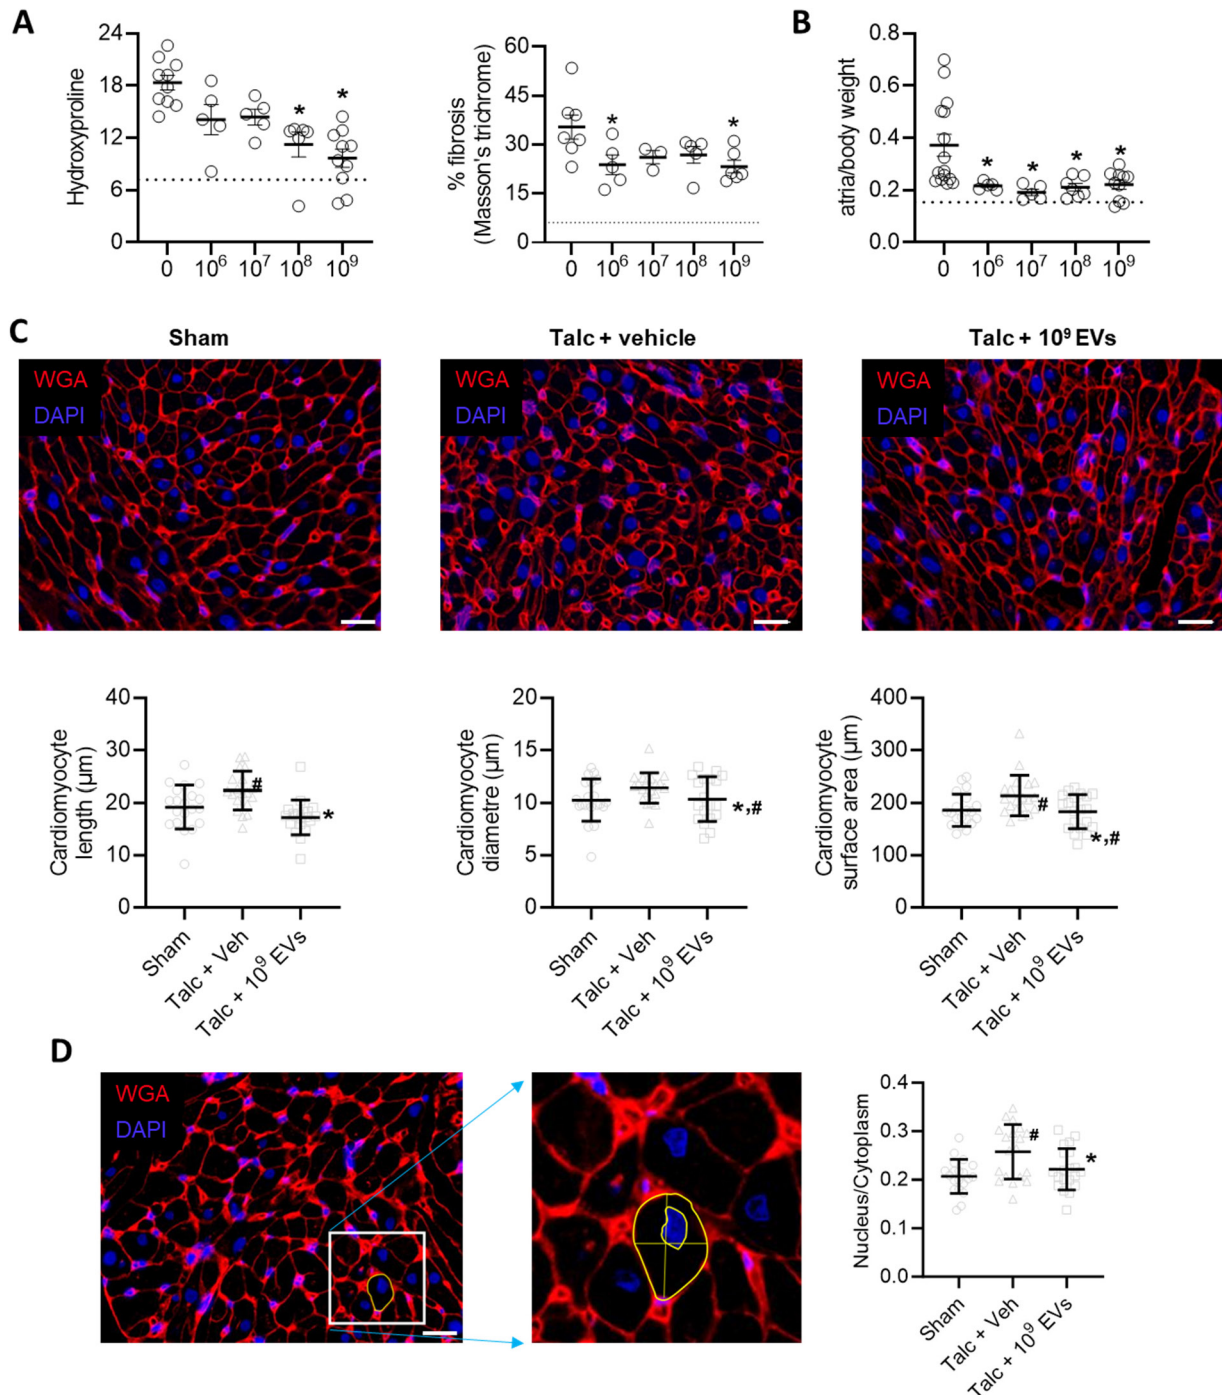 A
B
24
18
12
6
0
Hydroxyproline
0 10⁶ 10⁷ 10⁸ 10⁹
* *
60
45
30
15
0
% fibrosis
(Masson's trichrome)
0 10⁶ 10⁷ 10⁸ 10⁹
* *
0.8
0.6
0.4
0.2
0.0
atria/body weight
0 10⁶ 10⁷ 10⁸ 10⁹
* * * *
C
Sham
Talc + vehicle
Talc + 10⁹ EVs
WGA
DAPI
WGA
DAPI
WGA
DAPI
40
30
20
10
0
Cardiomyocyte
length (µm)
#
*
Sham
Talc + Veh
Talc + 10⁹ EVs
20
15
10
5
0
Cardiomyocyte
diametre (µm)
*,#
Sham
Talc + Veh
Talc + 10⁹ EVs
400
300
200
100
0
Cardiomyocyte
surface area (µm)
#
*,#
Sham
Talc + Veh
Talc + 10⁹ EVs
D
WGA
DAPI
0.4
0.3
0.2
0.1
0.0
Nucleus/Cytoplasm
#
*
Sham
Talc + Veh
Talc + 10⁹ EVs